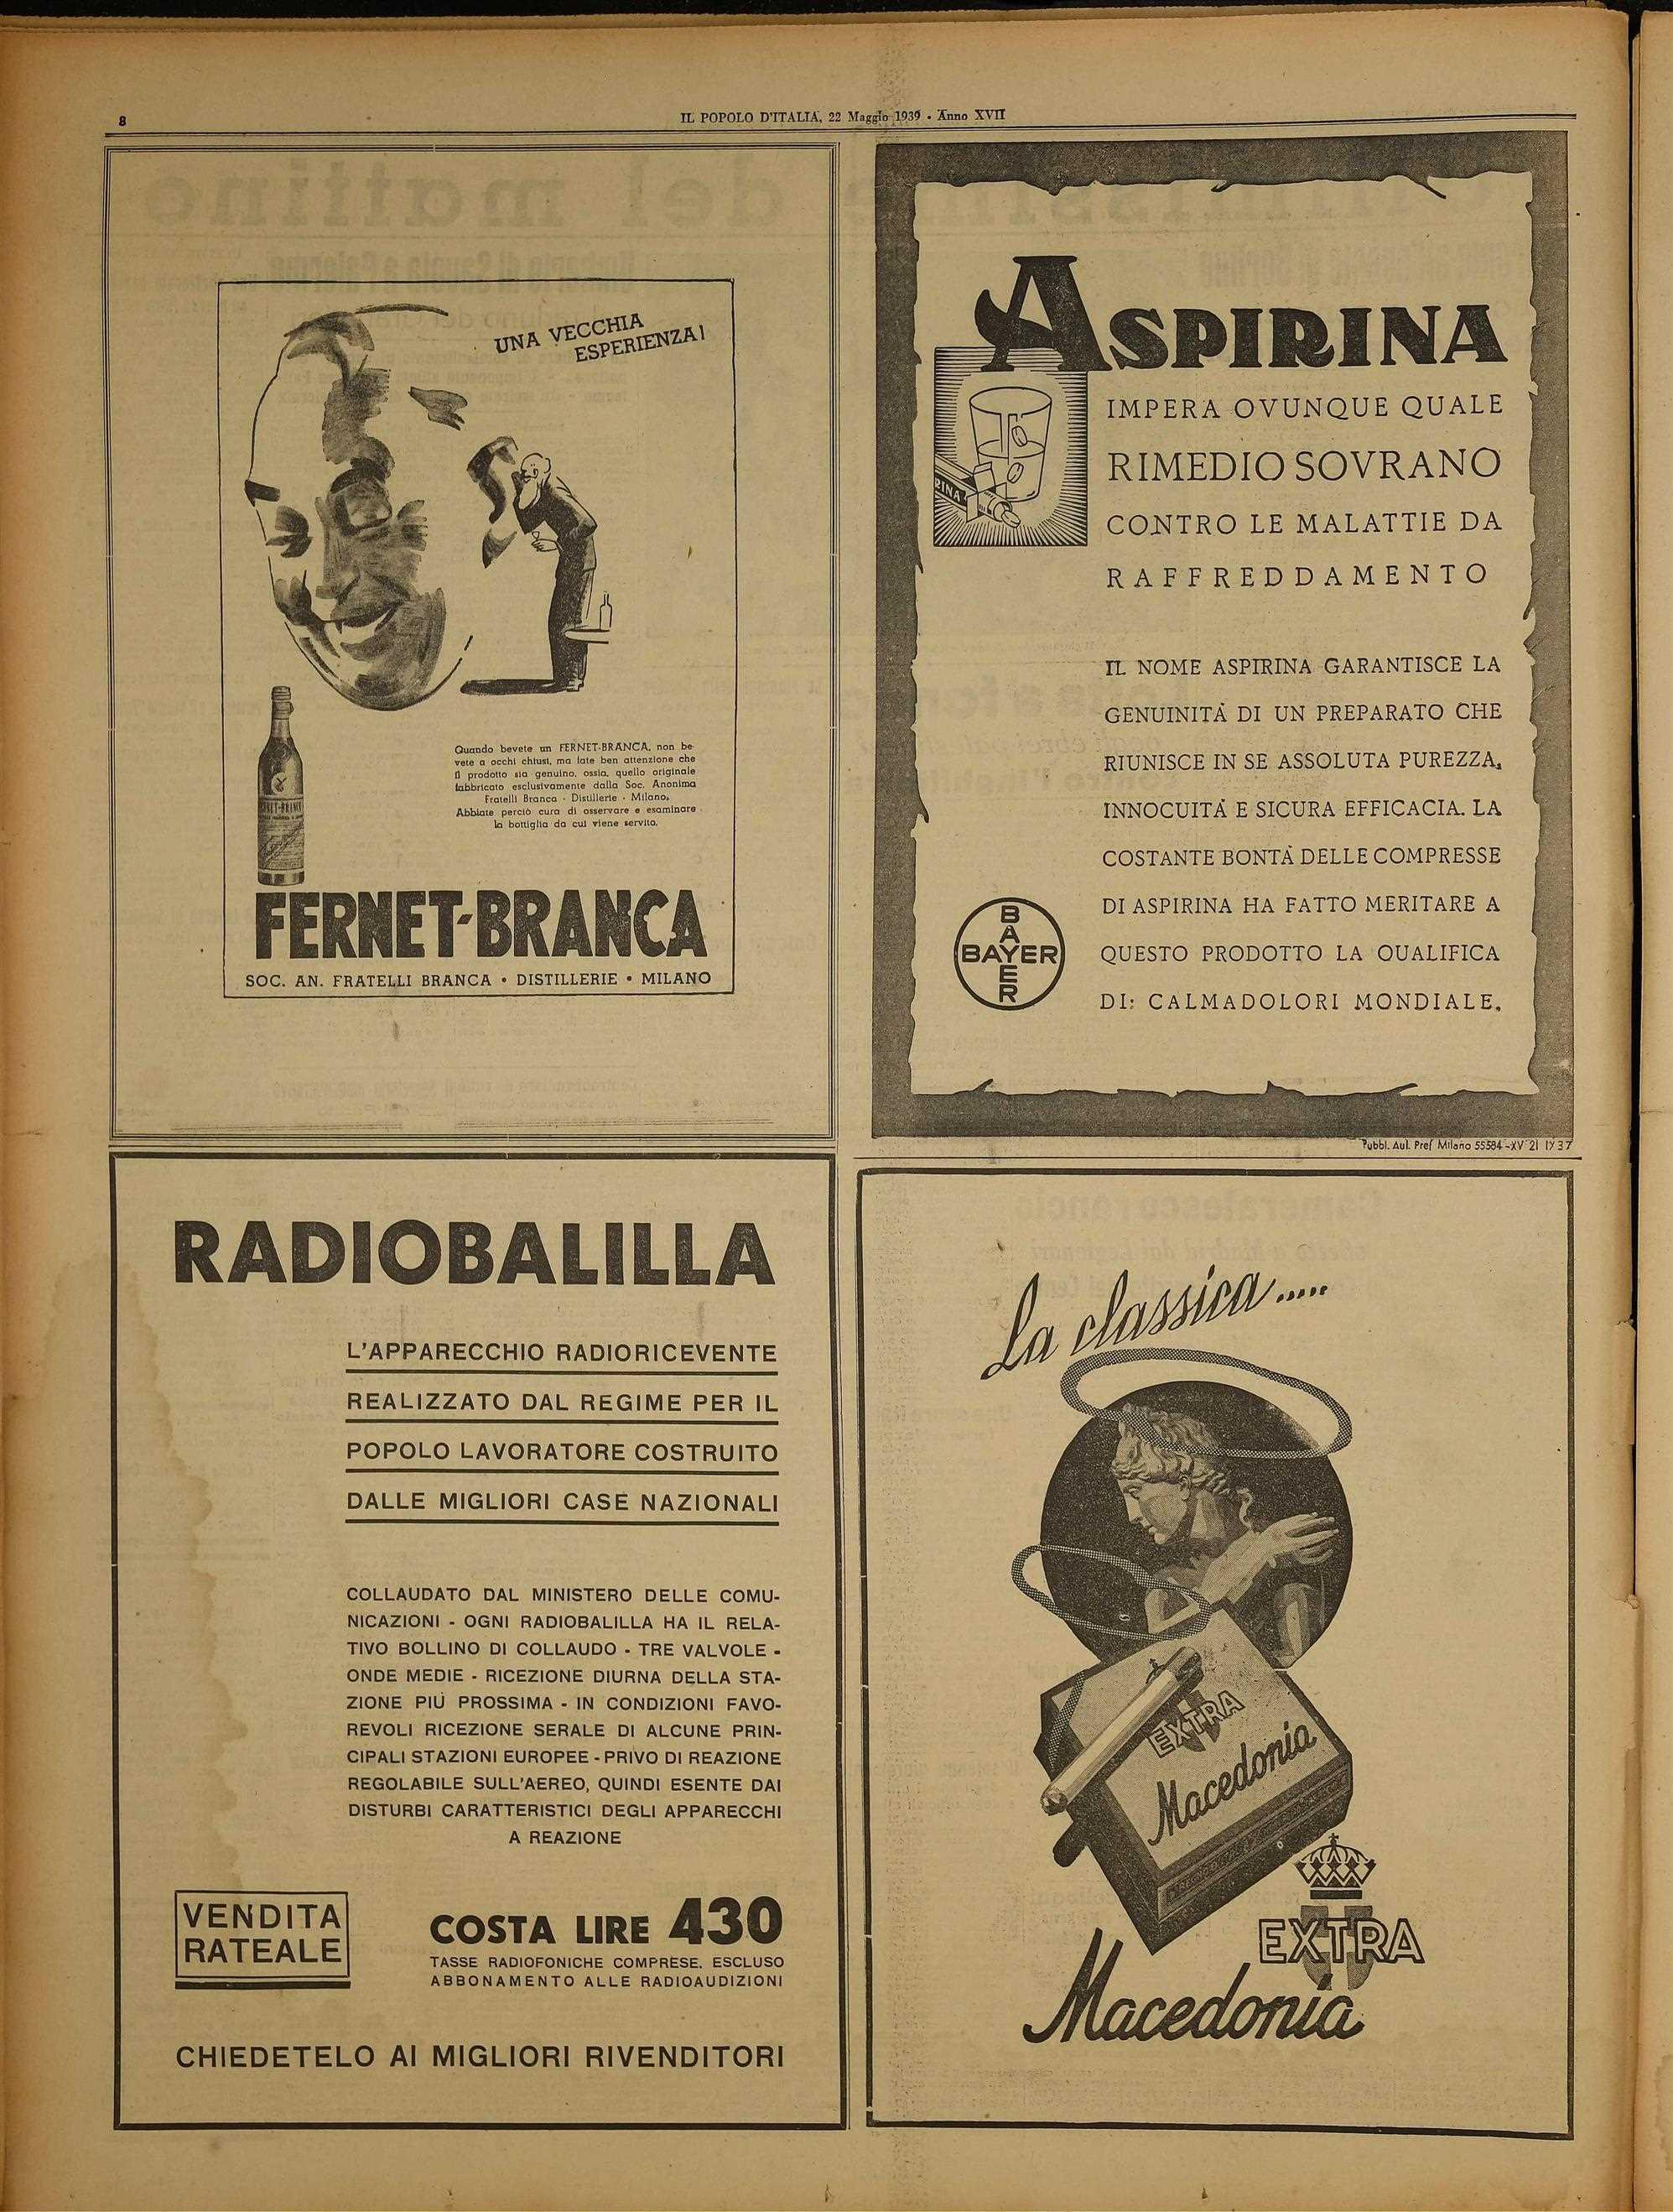 8
IL POPOLO D'ITALIA, 22 Maggio 1939 - Anno XVII
UNA VECCHIA
ESPERIENZA!
Quando bevete un FERNET-BRANCA, non be-
vete a occhi chiusi, ma fate ben attenzione che
il prodotto sia genuino, ossia, quello originale
fabbricato esclusivamente dalla Soc. Anonima
Fratelli Branca - Distillerie - Milano.
Abbiate perciò cura di osservare e esaminare
la bottiglia da cui viene servito.
FERNET-BRANCA
FERNET-BRANCA
SOC. AN. FRATELLI BRANCA • DISTILLERIE • MILANO
ASPIRINA
IMPERA OVUNQUE QUALE
RIMEDIO SOVRANO
RINA
CONTRO LE MALATTIE DA
RAFFREDDAMENTO
IL NOME ASPIRINA GARANTISCE LA
GENUINITÀ DI UN PREPARATO CHE
RIUNISCE IN SE ASSOLUTA PUREZZA,
INNOCUITÀ E SICURA EFFICACIA. LA
COSTANTE BONTÀ DELLE COMPRESSE
DI ASPIRINA HA FATTO MERITARE A
QUESTO PRODOTTO LA QUALIFICA
DI: CALMADOLORI MONDIALE.
BAYER
BAYER
Pubbl. Aut. Pref Milano 55584-XV 21 IX 37
RADIOBALILLA
L'APPARECCHIO RADIORICEVENTE
REALIZZATO DAL REGIME PER IL
POPOLO LAVORATORE COSTRUITO
DALLE MIGLIORI CASE NAZIONALI
COLLAUDATO DAL MINISTERO DELLE COMU-
NICAZIONI - OGNI RADIOBALILLA HA IL RELA-
TIVO BOLLINO DI COLLAUDO - TRE VALVOLE -
ONDE MEDIE - RICEZIONE DIURNA DELLA STA-
ZIONE PIÙ PROSSIMA - IN CONDIZIONI FAVO-
REVOLI RICEZIONE SERALE DI ALCUNE PRIN-
CIPALI STAZIONI EUROPEE - PRIVO DI REAZIONE
REGOLABILE SULL'AEREO, QUINDI ESENTE DAI
DISTURBI CARATTERISTICI DEGLI APPARECCHI
A REAZIONE
VENDITA
RATEALE
COSTA LIRE 430
TASSE RADIOFONICHE COMPRESE, ESCLUSO
ABBONAMENTO ALLE RADIOAUDIZIONI
CHIEDETELO AI MIGLIORI RIVENDITORI
La classica.....
EXTRA
Macedonia
EXTRA
Macedonia